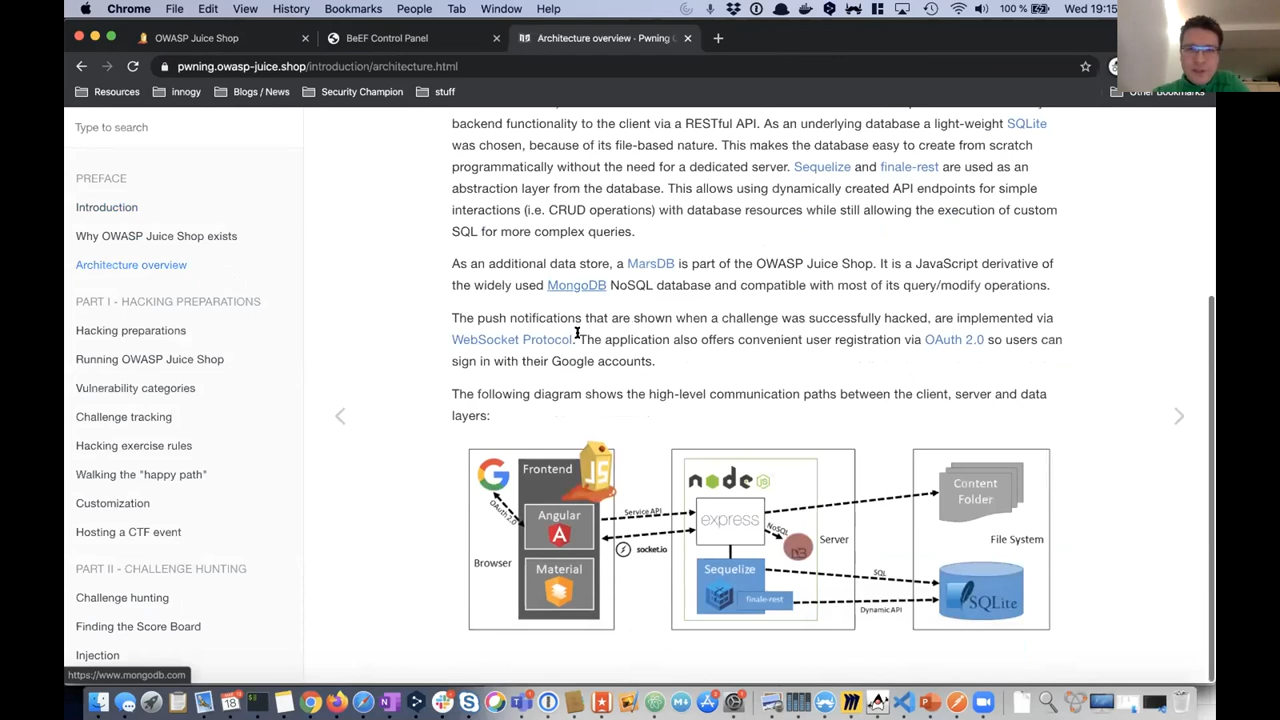 Chrome File Edit View History Bookmarks People Tab Window Help 100 % Wed 19:15
OWASP Juice Shop
BeEF Control Panel
Architecture overview - Pwning
pwning.owasp-juice.shop/introduction/architecture.html
Resources innogy Blogs / News Security Champion stuff Other Bookmarks
Type to search
PREFACE
Introduction
Why OWASP Juice Shop exists
Architecture overview
PART I - HACKING PREPARATIONS
Hacking preparations
Running OWASP Juice Shop
Vulnerability categories
Challenge tracking
Hacking exercise rules
Walking the "happy path"
Customization
Hosting a CTF event
PART II - CHALLENGE HUNTING
Challenge hunting
Finding the Score Board
Injection
https://www.mongodb.com
backend functionality to the client via a RESTful API. As an underlying database a light-weight SQLite
was chosen, because of its file-based nature. This makes the database easy to create from scratch
programmatically without the need for a dedicated server. Sequelize and finale-rest are used as an
abstraction layer from the database. This allows using dynamically created API endpoints for simple
interactions (i.e. CRUD operations) with database resources while still allowing the execution of custom
SQL for more complex queries.
As an additional data store, a MarsDB is part of the OWASP Juice Shop. It is a JavaScript derivative of
the widely used MongoDB NoSQL database and compatible with most of its query/modify operations.
The push notifications that are shown when a challenge was successfully hacked, are implemented via
WebSocket Protocol. The application also offers convenient user registration via OAuth 2.0 so users can
sign in with their Google accounts.
The following diagram shows the high-level communication paths between the client, server and data
layers:
G
OAuth 2.0
Browser
Frontend
JS
Angular
A
Material
Service API
socket.io
node JS
express
NoSQL
Server
Sequelize
finale-rest
SQL
Dynamic API
Content
Folder
File System
SQLite
18